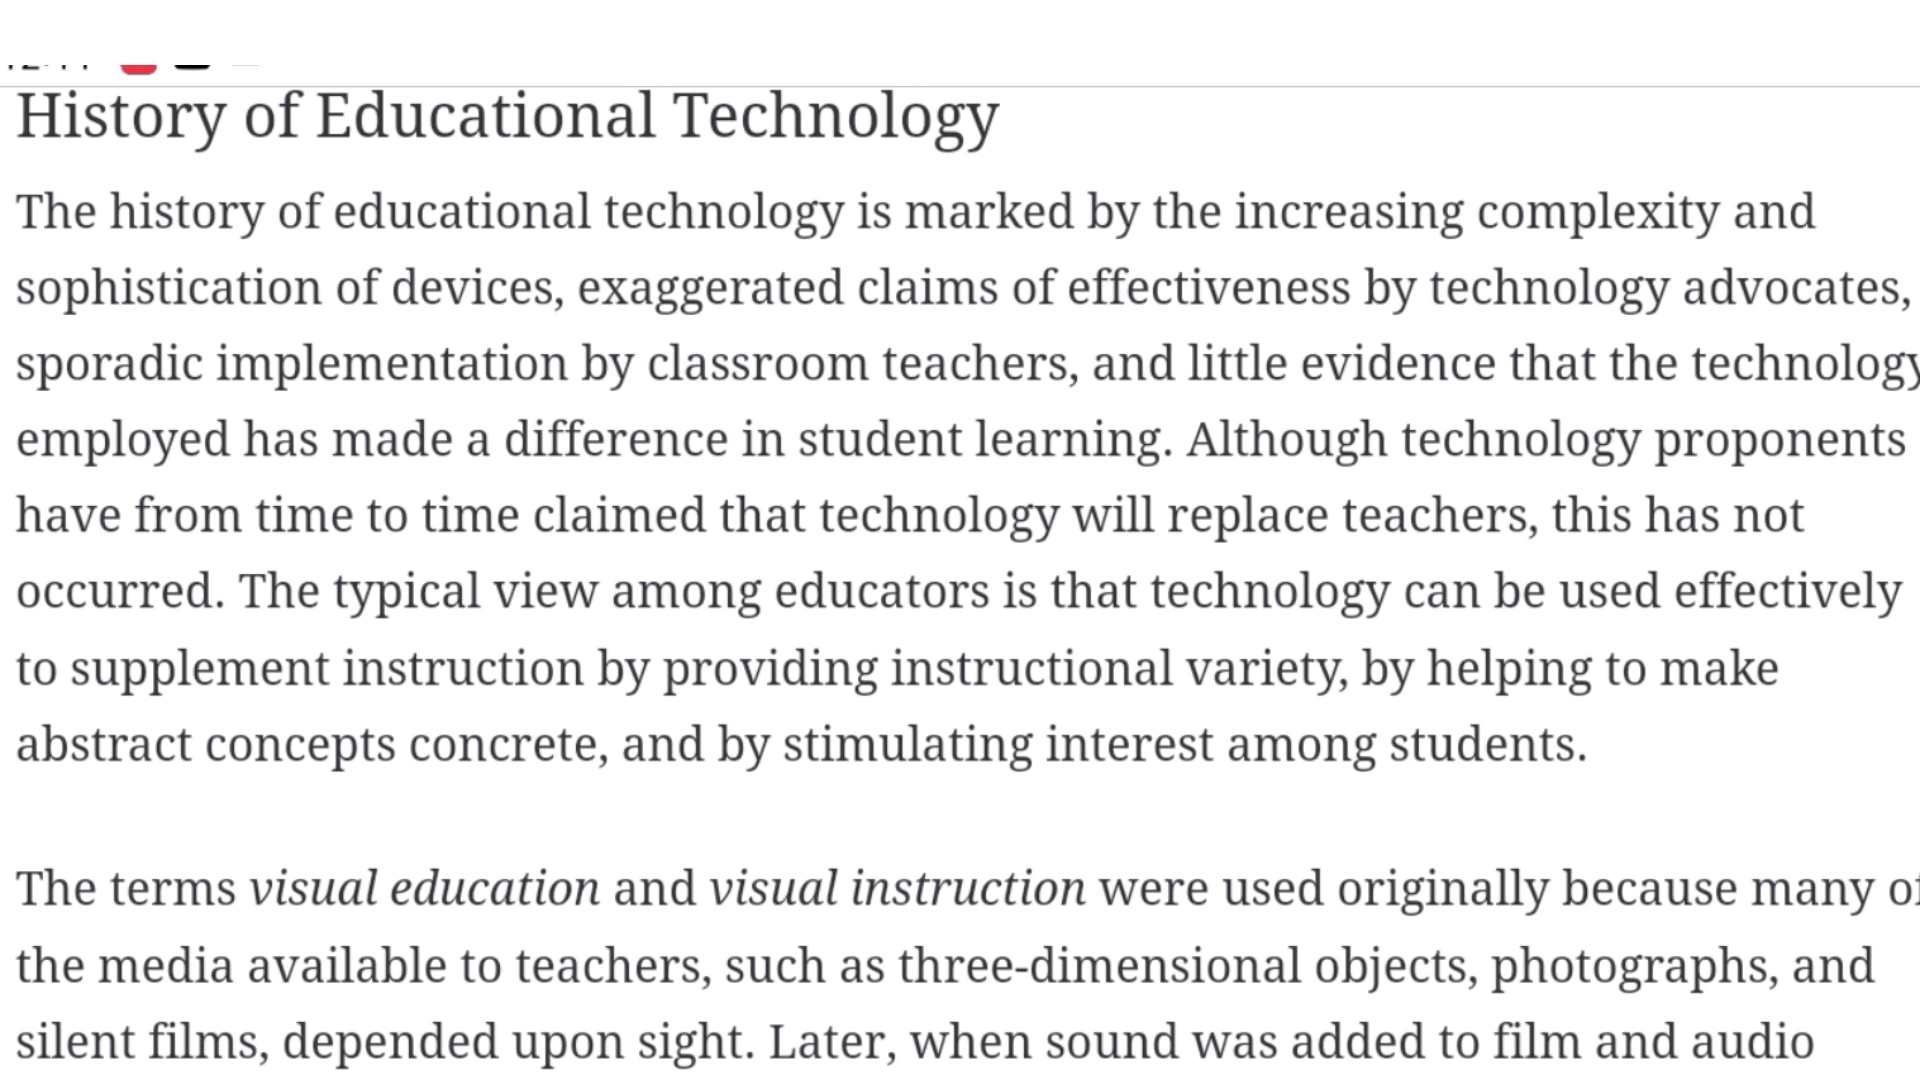 History of Educational Technology
The history of educational technology is marked by the increasing complexity and
sophistication of devices, exaggerated claims of effectiveness by technology advocates,
sporadic implementation by classroom teachers, and little evidence that the technology
employed has made a difference in student learning. Although technology proponents
have from time to time claimed that technology will replace teachers, this has not
occurred. The typical view among educators is that technology can be used effectively
to supplement instruction by providing instructional variety, by helping to make
abstract concepts concrete, and by stimulating interest among students.
The terms visual education and visual instruction were used originally because many of
the media available to teachers, such as three-dimensional objects, photographs, and
silent films, depended upon sight. Later, when sound was added to film and audio